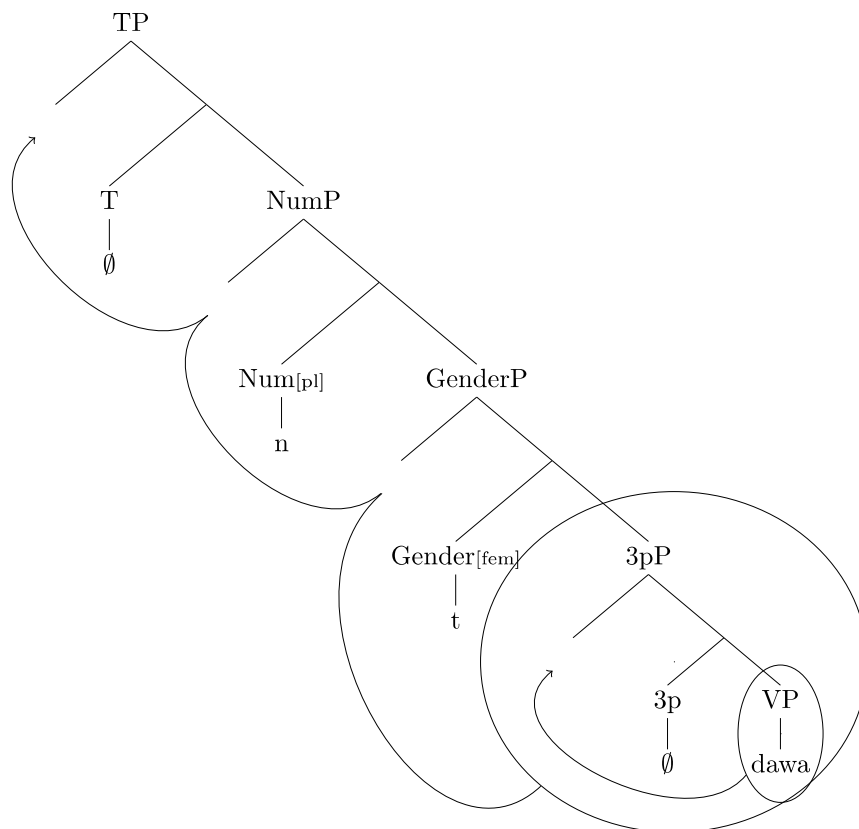 TP
T NumP
∅
Num[pl] GenderP
n
Gender[fem] 3pP
t
3p VP
∅ dawa